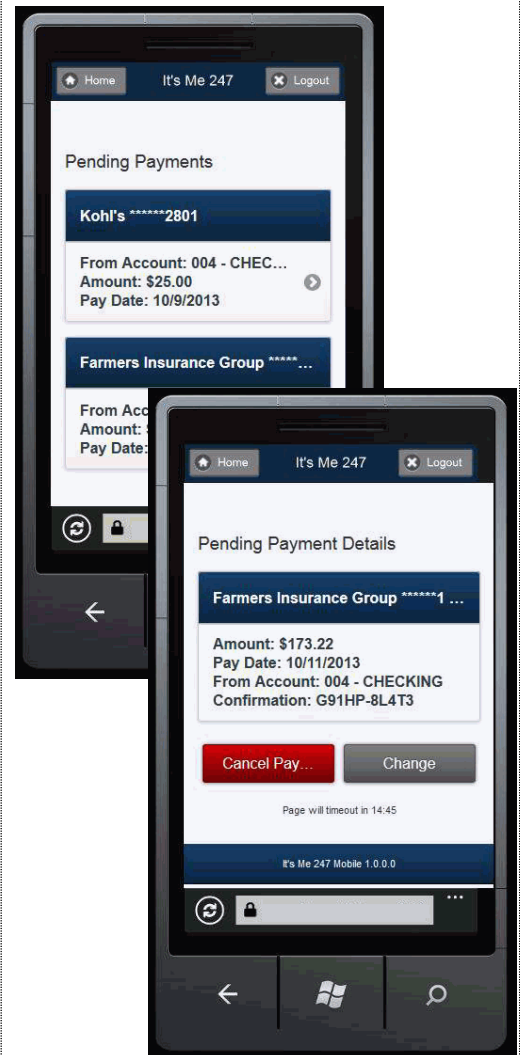 Home It's Me 247 Logout
Pending Payments
Kohl's ******2801
From Account: 004 - CHEC...
Amount: $25.00
Pay Date: 10/9/2013
Farmers Insurance Group *****...
From Acc
Amount:
Pay Date:
Home It's Me 247 Logout
Pending Payment Details
Farmers Insurance Group ******1 ...
Amount: $173.22
Pay Date: 10/11/2013
From Account: 004 - CHECKING
Confirmation: G91HP-8L4T3
Cancel Pay... Change
Page will timeout in 14:45
It's Me 247 Mobile 1.0.0.0